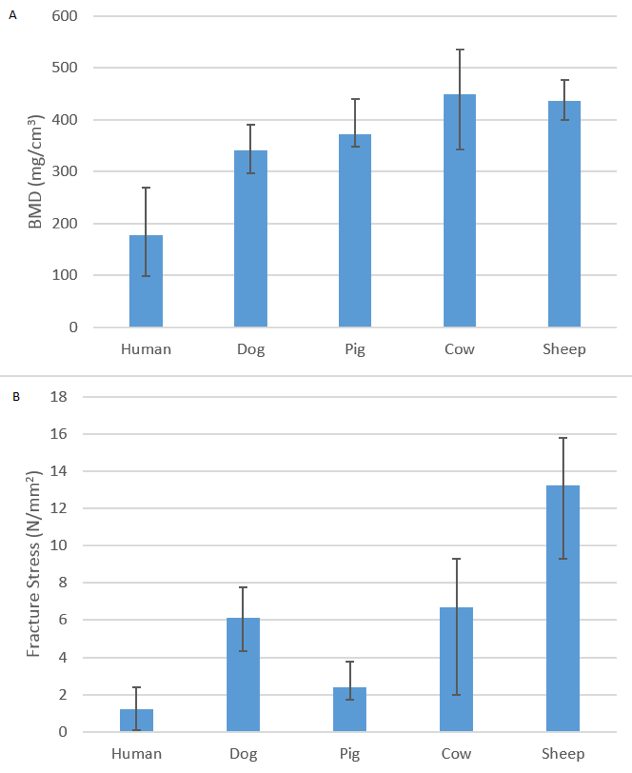 A
600
500
400
300
200
100
0
BMD (mg/cm³)
Human Dog Pig Cow Sheep
B
18
16
14
12
10
8
6
4
2
0
Fracture Stress (N/mm²)
Human Dog Pig Cow Sheep